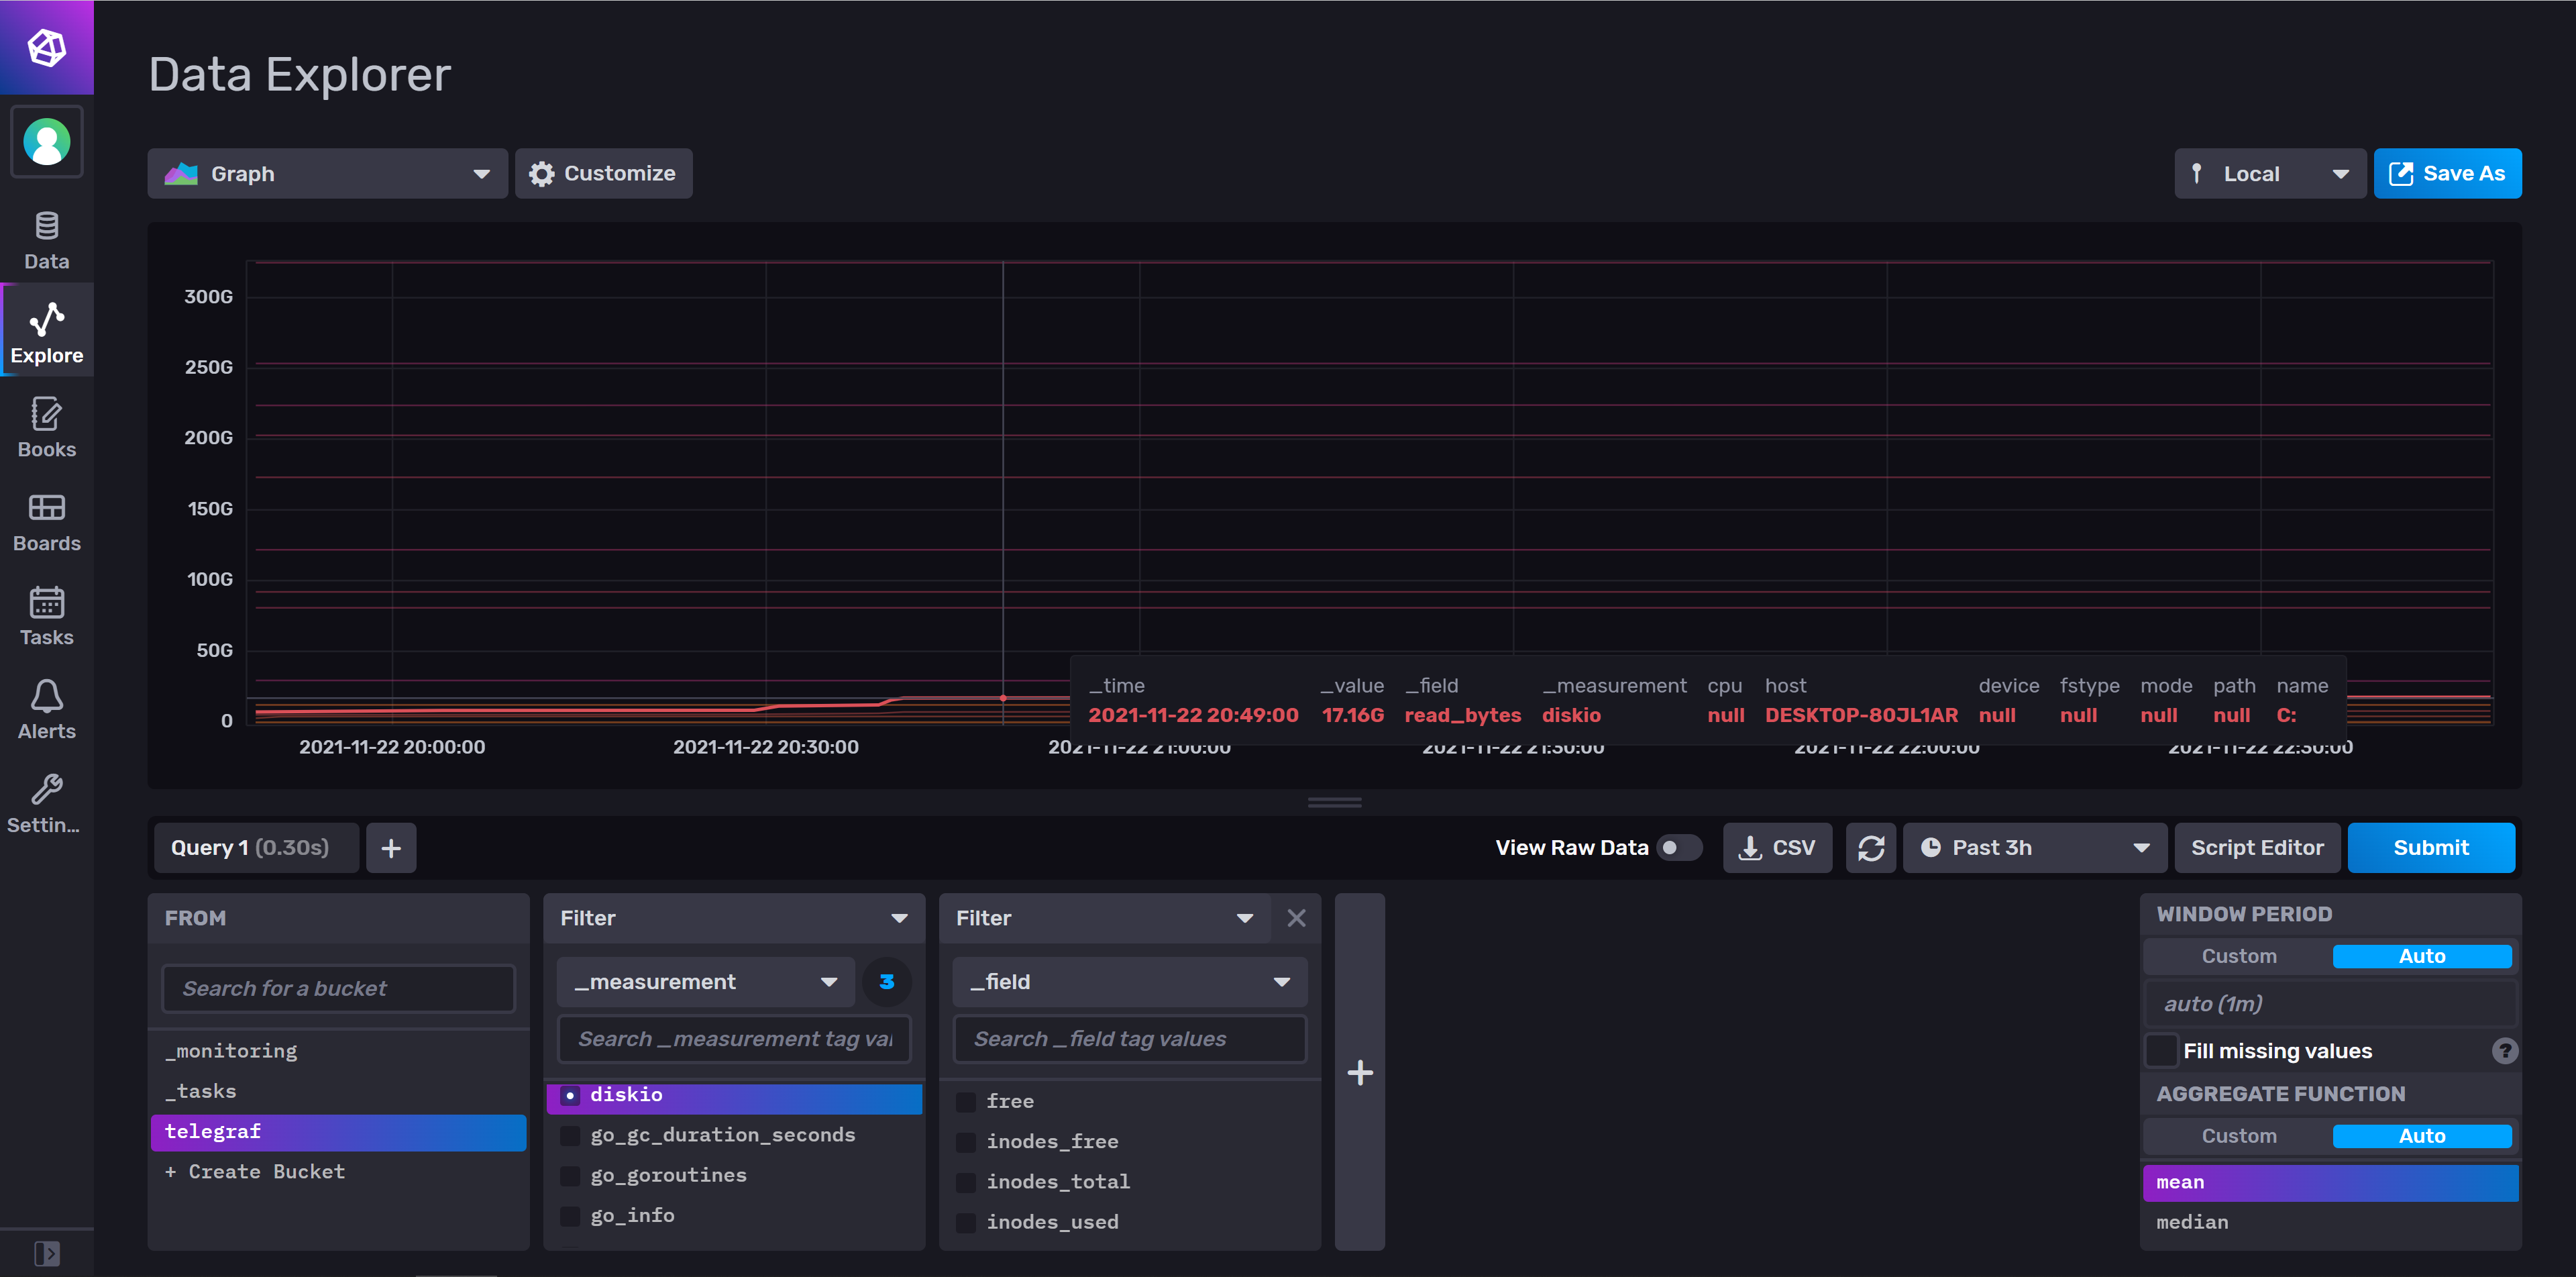 Data Explorer
Graph
Customize
Local
Save As
Data
Explore
Books
Boards
Tasks
Alerts
Settin...
300G
250G
200G
150G
100G
50G
0
_time _value _field _measurement cpu host device fstype mode path name
2021-11-22 20:49:00 17.16G read_bytes diskio null DESKTOP-80JL1AR null null null null C:
2021-11-22 20:00:00 2021-11-22 20:30:00 2021-11-22 21:00:00 2021-11-22 21:30:00 2021-11-22 22:00:00 2021-11-22 22:30:00
Query 1 (0.30s)
+
View Raw Data
CSV
Past 3h
Script Editor
Submit
FROM
Search for a bucket
_monitoring
_tasks
telegraf
+ Create Bucket
Filter
_measurement
3
Search _measurement tag val
diskio
go_gc_duration_seconds
go_goroutines
go_info
Filter
_field
Search _field tag values
free
inodes_free
inodes_total
inodes_used
+
WINDOW PERIOD
Custom Auto
auto (1m)
Fill missing values ?
AGGREGATE FUNCTION
Custom Auto
mean
median